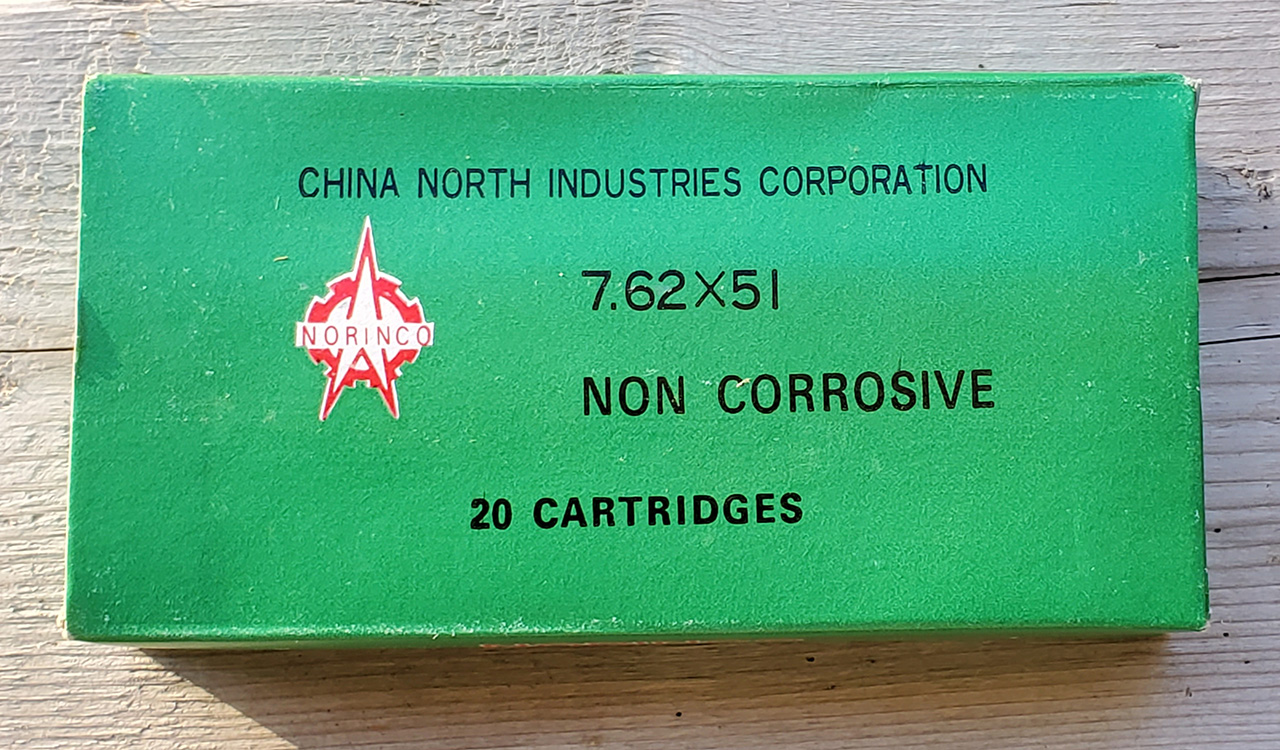 CHINA NORTH INDUSTRIES CORPORATION
NORINCO
7.62X51
NON CORROSIVE
20 CARTRIDGES